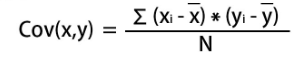 Cov(x,y) = Σ (xᵢ - x̅) * (yᵢ - y̅) / N